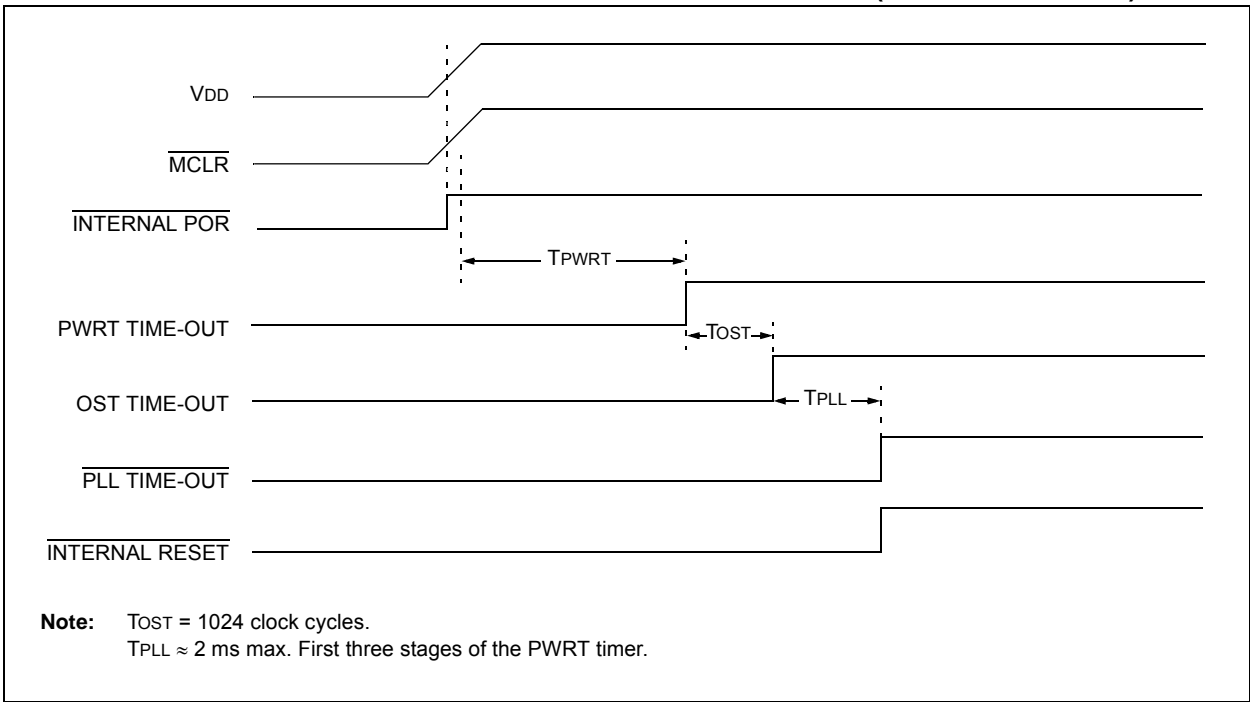 VDD
MCLR
INTERNAL POR
TPWRT
PWRT TIME-OUT
TOST
OST TIME-OUT
TPLL
PLL TIME-OUT
INTERNAL RESET
Note: TOST = 1024 clock cycles.
TPLL ≈ 2 ms max. First three stages of the PWRT timer.